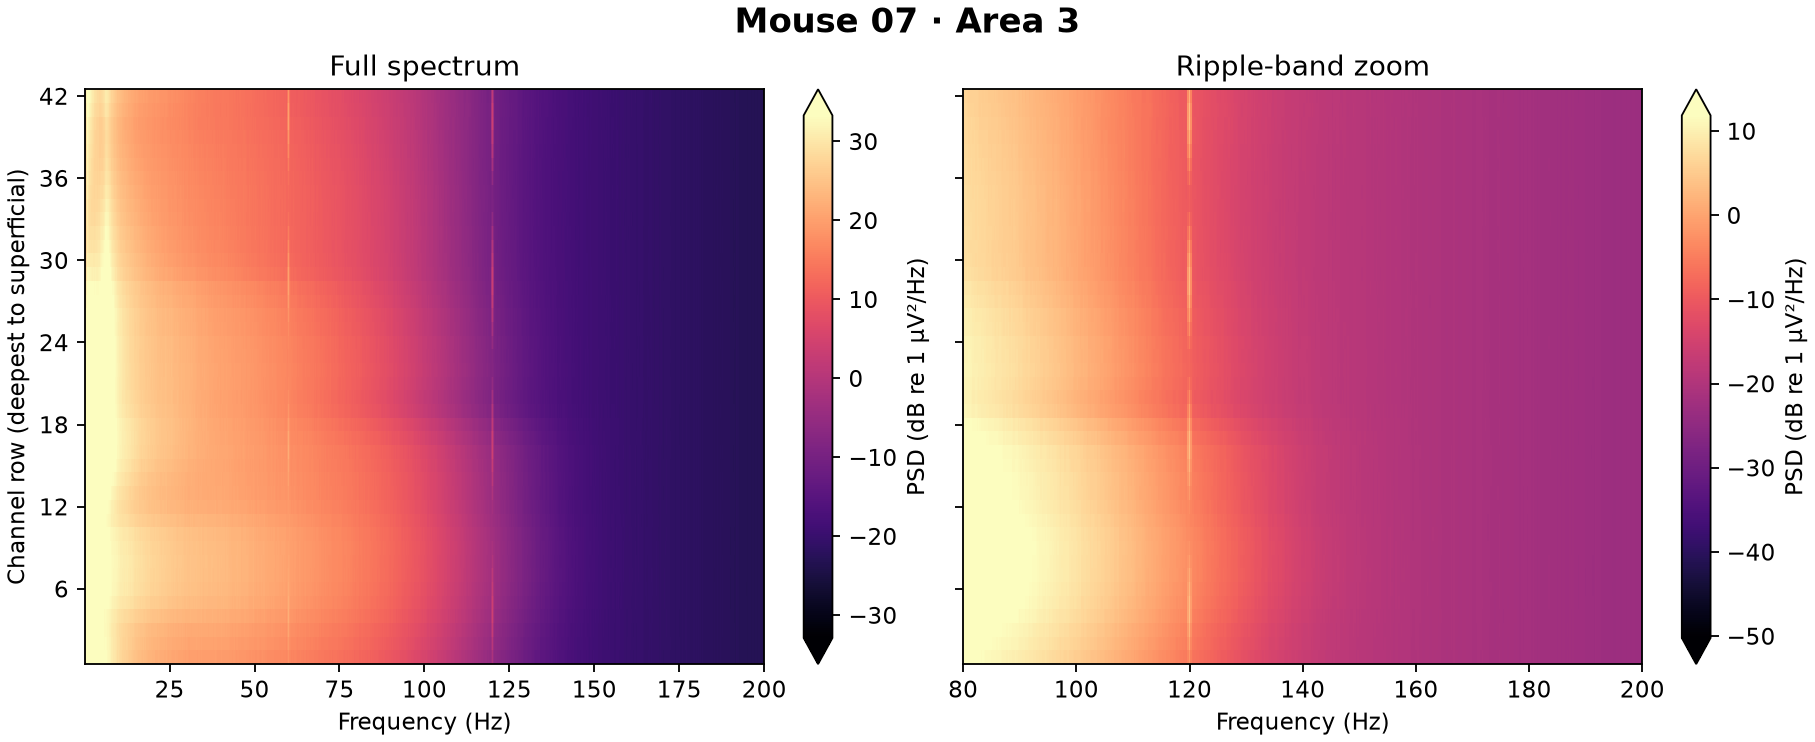 Mouse 07 · Area 3
Full spectrum
Channel row (deepest to superficial)
42
36
30
24
18
12
6
25 50 75 100 125 150 175 200
Frequency (Hz)
30
20
10
0
−10
−20
−30
PSD (dB re 1 µV²/Hz)
Ripple-band zoom
80 100 120 140 160 180 200
Frequency (Hz)
10
0
−10
−20
−30
−40
−50
PSD (dB re 1 µV²/Hz)